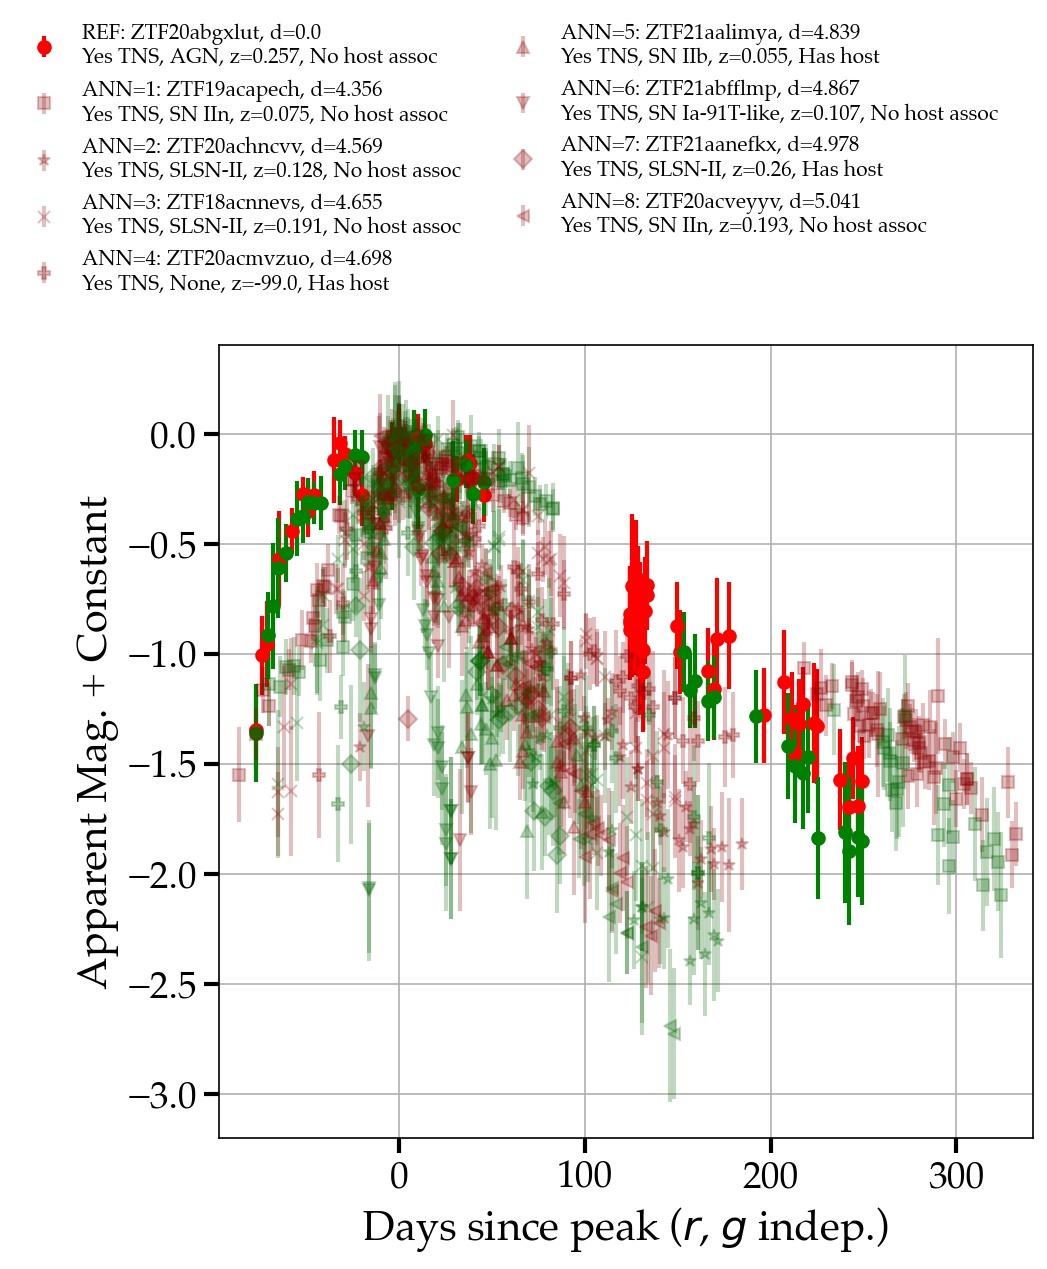 REF: ZTF20abgxlut, d=0.0
Yes TNS, AGN, z=0.257, No host assoc
ANN=1: ZTF19acapech, d=4.356
Yes TNS, SN IIn, z=0.075, No host assoc
ANN=2: ZTF20achncvv, d=4.569
Yes TNS, SLSN-II, z=0.128, No host assoc
ANN=3: ZTF18acnnevs, d=4.655
Yes TNS, SLSN-II, z=0.191, No host assoc
ANN=4: ZTF20acmvzuo, d=4.698
Yes TNS, None, z=-99.0, Has host
ANN=5: ZTF21aalimya, d=4.839
Yes TNS, SN IIb, z=0.055, Has host
ANN=6: ZTF21abfflmp, d=4.867
Yes TNS, SN Ia-91T-like, z=0.107, No host assoc
ANN=7: ZTF21aanefkx, d=4.978
Yes TNS, SLSN-II, z=0.26, Has host
ANN=8: ZTF20acveyyv, d=5.041
Yes TNS, SN IIn, z=0.193, No host assoc
Apparent Mag. + Constant
0.0
−0.5
−1.0
−1.5
−2.0
−2.5
−3.0
0
100
200
300
Days since peak (r, g indep.)